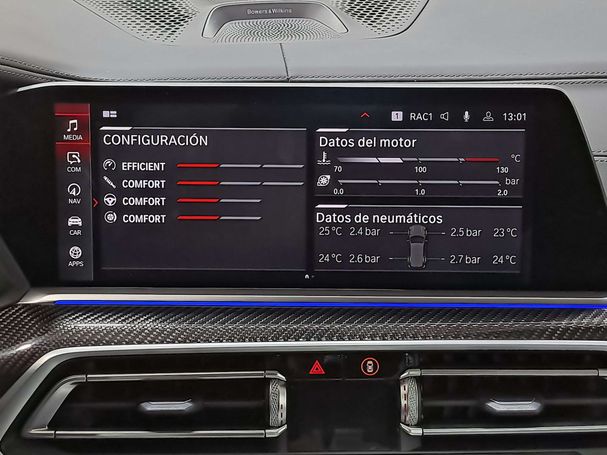 Bowers & Wilkins
1 RAC1 13:01
MEDIA
COM
NAV
CAR
APPS
CONFIGURACIÓN
EFFICIENT
COMFORT
COMFORT
COMFORT
Datos del motor
°C
70 100 130
bar
0.0 1.0 2.0
Datos de neumáticos
25 °C 2.4 bar 2.5 bar 23 °C
24 °C 2.6 bar 2.7 bar 24 °C